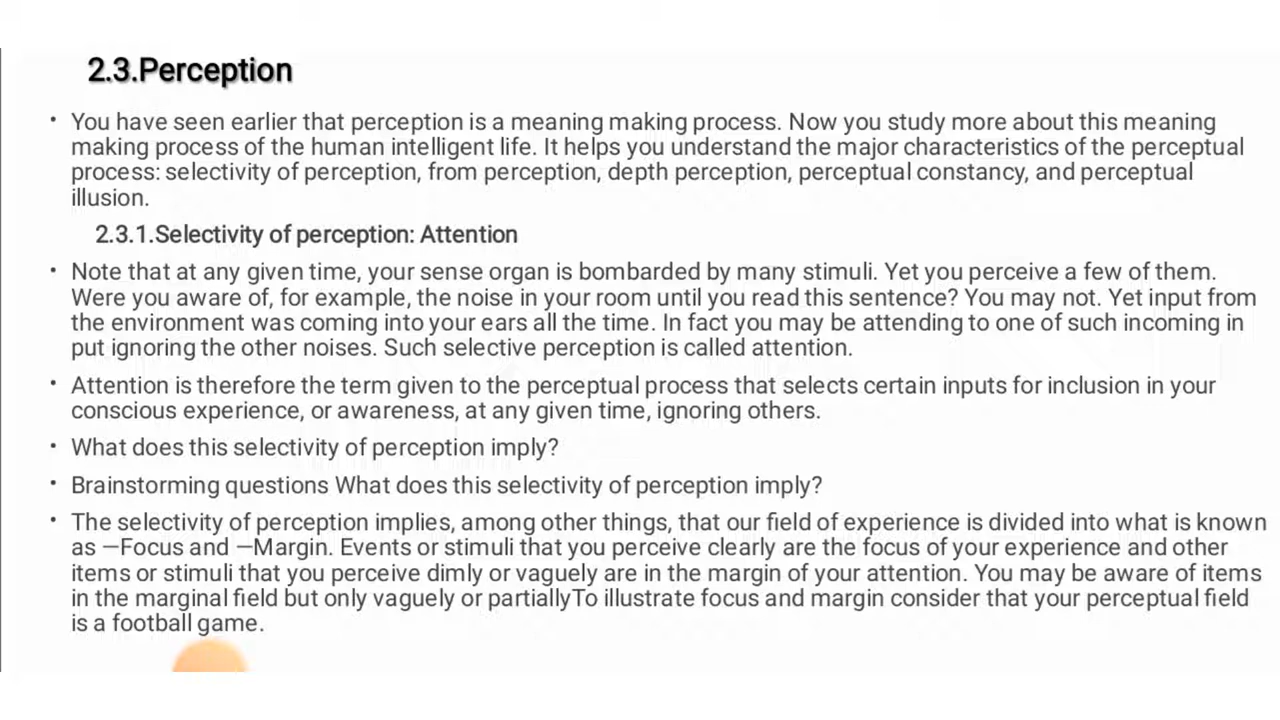 2.3.Perception
• You have seen earlier that perception is a meaning making process. Now you study more about this meaning
making process of the human intelligent life. It helps you understand the major characteristics of the perceptual
process: selectivity of perception, from perception, depth perception, perceptual constancy, and perceptual
illusion.
2.3.1.Selectivity of perception: Attention
• Note that at any given time, your sense organ is bombarded by many stimuli. Yet you perceive a few of them.
Were you aware of, for example, the noise in your room until you read this sentence? You may not. Yet input from
the environment was coming into your ears all the time. In fact you may be attending to one of such incoming in
put ignoring the other noises. Such selective perception is called attention.
• Attention is therefore the term given to the perceptual process that selects certain inputs for inclusion in your
conscious experience, or awareness, at any given time, ignoring others.
• What does this selectivity of perception imply?
• Brainstorming questions What does this selectivity of perception imply?
• The selectivity of perception implies, among other things, that our field of experience is divided into what is known
as ―Focus and ―Margin. Events or stimuli that you perceive clearly are the focus of your experience and other
items or stimuli that you perceive dimly or vaguely are in the margin of your attention. You may be aware of items
in the marginal field but only vaguely or partiallyTo illustrate focus and margin consider that your perceptual field
is a football game.